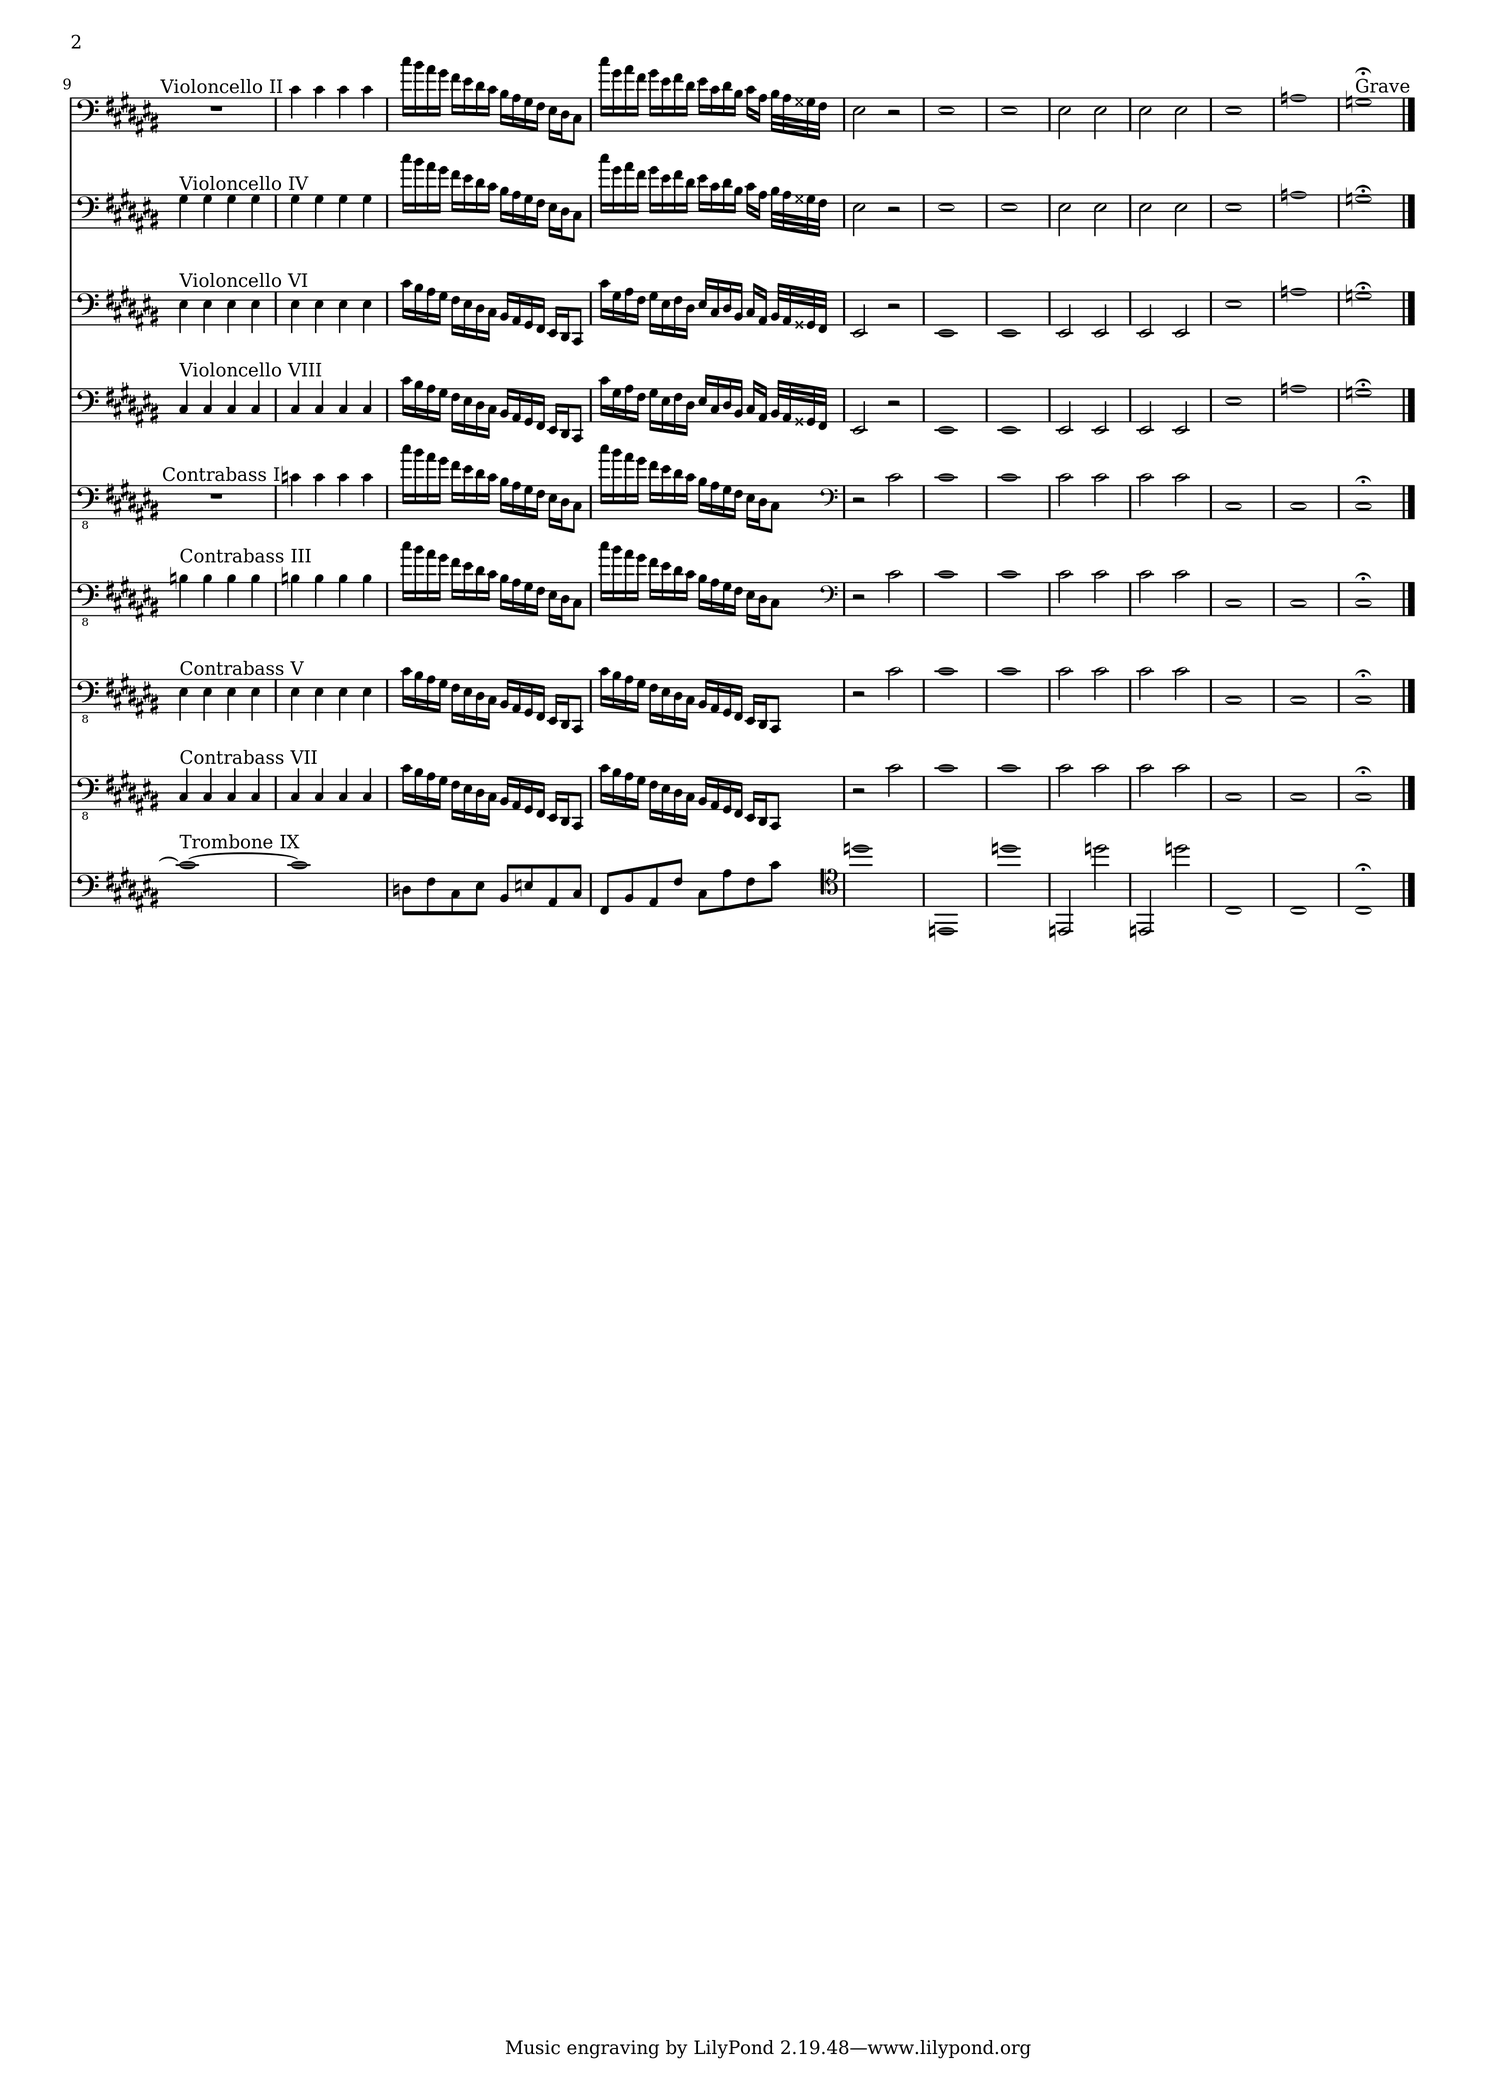 2
9
Violoncello II
Grave
Violoncello IV
Violoncello VI
Violoncello VIII
Contrabass I
8
Contrabass III
8
Contrabass V
8
Contrabass VII
8
Trombone IX
Music engraving by LilyPond 2.19.48—www.lilypond.org